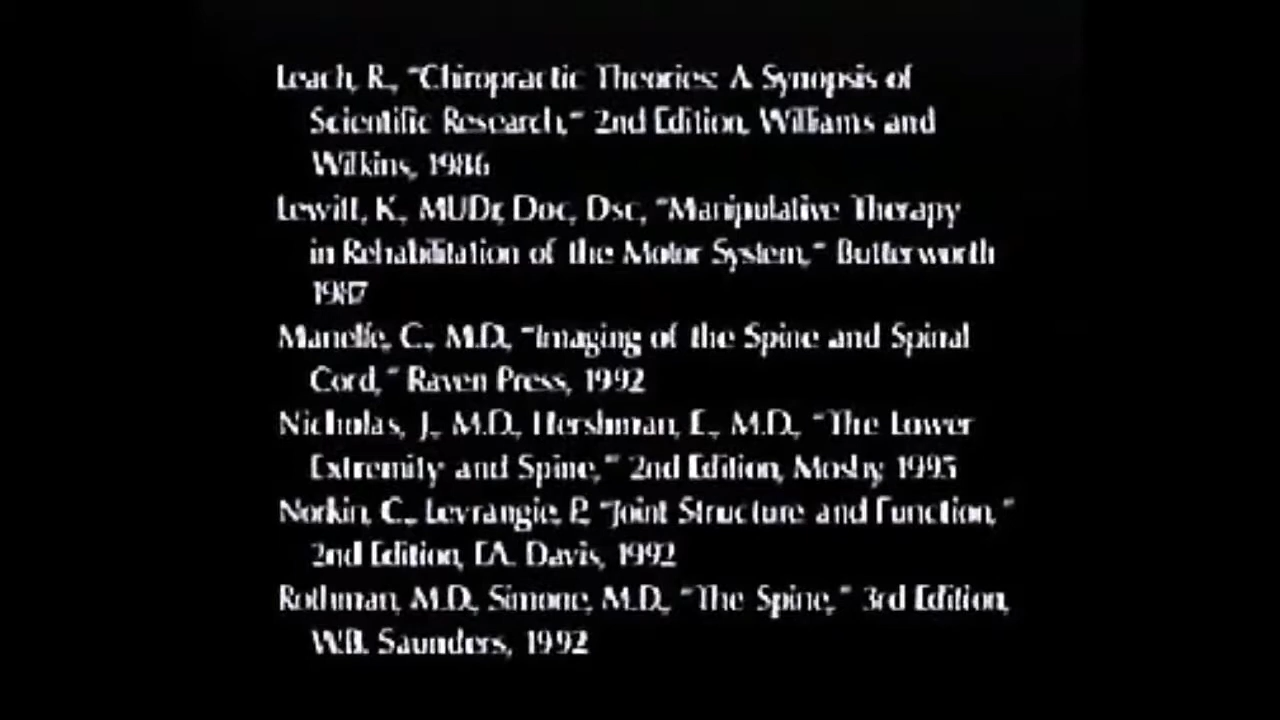 Leach, R., "Chiropractic Theories: A Synopsis of
Scientific Research," 2nd Edition, Williams and
Wilkins, 1986
Lewitt, K., MUDr, Doc, Dsc, "Manipulative Therapy
in Rehabilitation of the Motor System," Butterworth
1987
Manelfe, C., M.D., "Imaging of the Spine and Spinal
Cord," Raven Press, 1992
Nicholas, J., M.D., Hershman, E., M.D., "The Lower
Extremity and Spine," 2nd Edition, Mosby, 1995
Norkin, C., Levrangie, P., "Joint Structure and Function,"
2nd Edition, F.A. Davis, 1992
Rothman, M.D., Simone, M.D., "The Spine," 3rd Edition,
W.B. Saunders, 1992